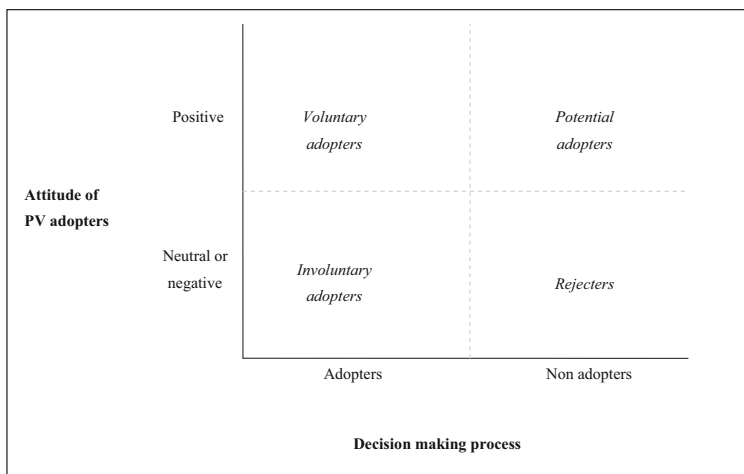 Positive
Voluntary
adopters
Potential
adopters
Attitude of
PV adopters
Neutral or
negative
Involuntary
adopters
Rejecters
Adopters
Non adopters
Decision making process